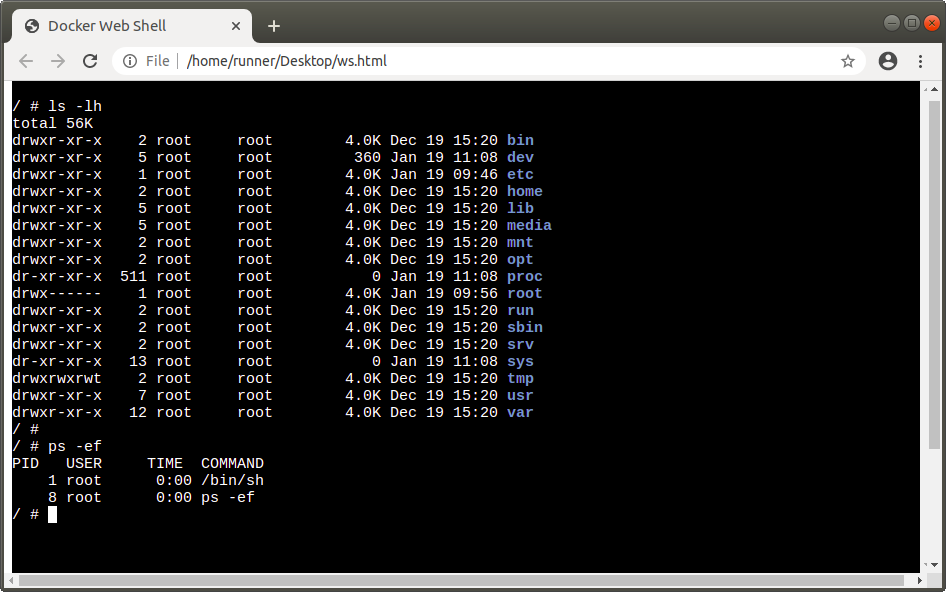 Docker Web Shell
File /home/runner/Desktop/ws.html
/ # ls -lh
total 56K
drwxr-xr-x    2 root     root        4.0K Dec 19 15:20 bin
drwxr-xr-x    5 root     root         360 Jan 19 11:08 dev
drwxr-xr-x    1 root     root        4.0K Jan 19 09:46 etc
drwxr-xr-x    2 root     root        4.0K Dec 19 15:20 home
drwxr-xr-x    5 root     root        4.0K Dec 19 15:20 lib
drwxr-xr-x    5 root     root        4.0K Dec 19 15:20 media
drwxr-xr-x    2 root     root        4.0K Dec 19 15:20 mnt
drwxr-xr-x    2 root     root        4.0K Dec 19 15:20 opt
dr-xr-xr-x  511 root     root           0 Jan 19 11:08 proc
drwx------    1 root     root        4.0K Jan 19 09:56 root
drwxr-xr-x    2 root     root        4.0K Dec 19 15:20 run
drwxr-xr-x    2 root     root        4.0K Dec 19 15:20 sbin
drwxr-xr-x    2 root     root        4.0K Dec 19 15:20 srv
dr-xr-xr-x   13 root     root           0 Jan 19 11:08 sys
drwxrwxrwt    2 root     root        4.0K Dec 19 15:20 tmp
drwxr-xr-x    7 root     root        4.0K Dec 19 15:20 usr
drwxr-xr-x   12 root     root        4.0K Dec 19 15:20 var
/ #
/ # ps -ef
PID   USER     TIME  COMMAND
    1 root      0:00 /bin/sh
    8 root      0:00 ps -ef
/ #